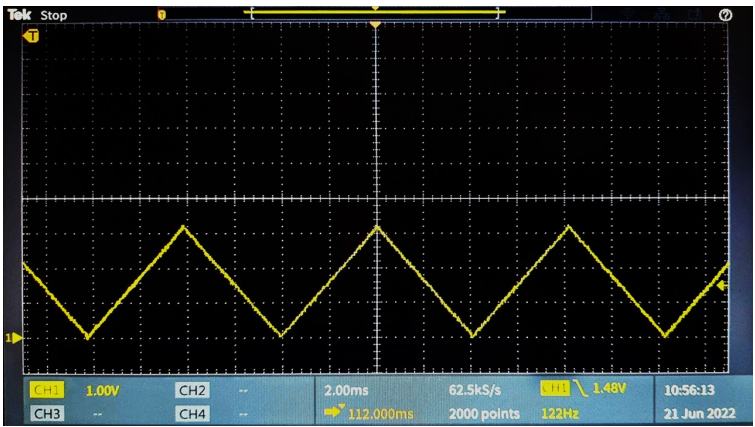 Tek Stop
T
T
?
1
CH1 1.00V CH2 -- 2.00ms 62.5kS/s CH1 1.48V 10:56:13
CH3 -- CH4 -- 112.000ms 2000 points 122Hz 21 Jun 2022